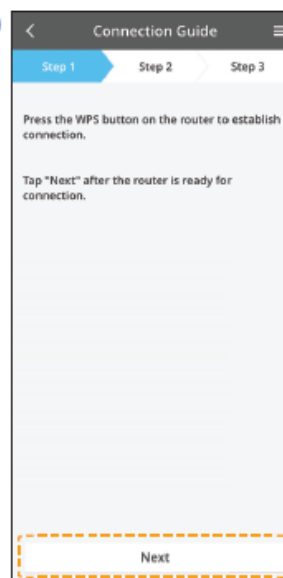 Connection Guide
Step 1 Step 2 Step 3
Press the WPS button on the router to establish
connection.
Tap "Next" after the router is ready for
connection.
Next